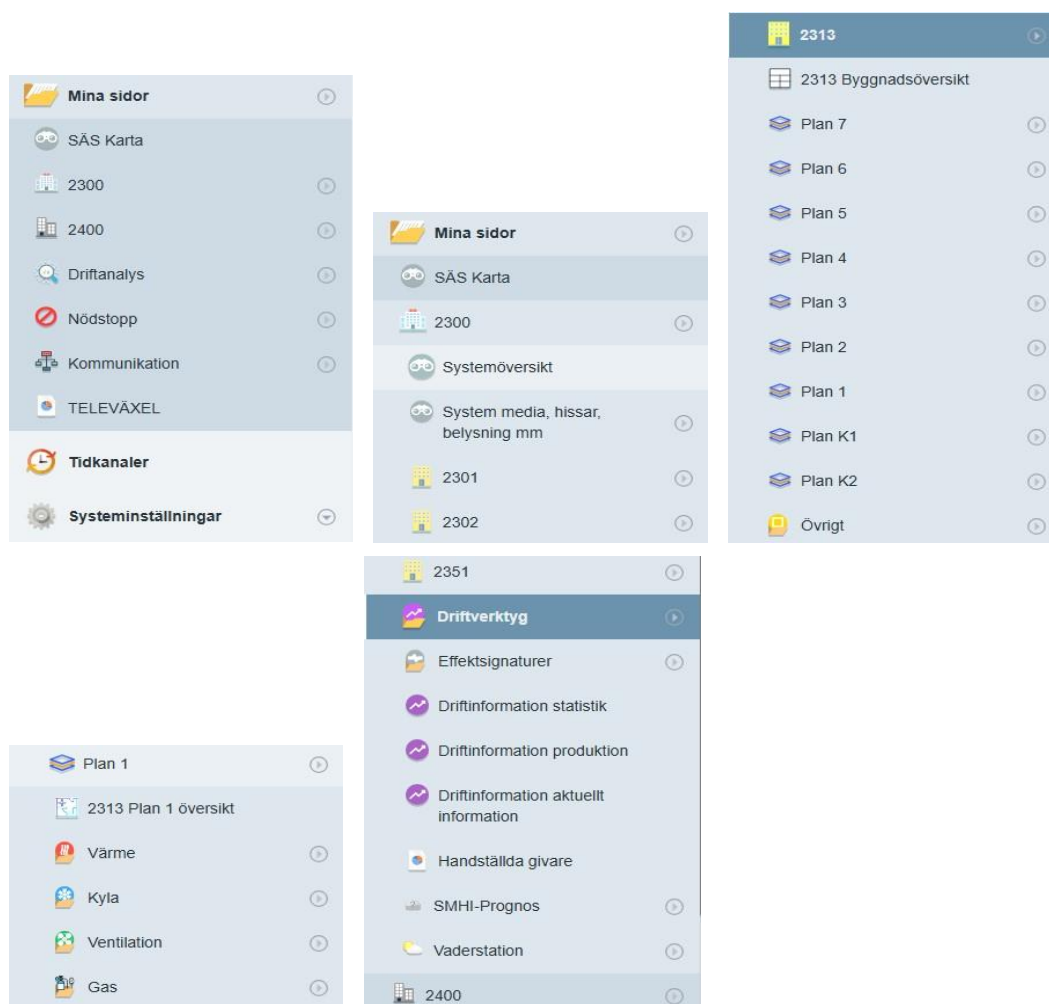 Mina sidor
SÄS Karta
2300
2400
Driftanalys
Nödstopp
Kommunikation
TELEVÄXEL
Tidkanaler
Systeminställningar
Mina sidor
SÄS Karta
2300
Systemöversikt
System media, hissar,
belysning mm
2301
2302
2313
2313 Byggnadsöversikt
Plan 7
Plan 6
Plan 5
Plan 4
Plan 3
Plan 2
Plan 1
Plan K1
Plan K2
Övrigt
Plan 1
2313 Plan 1 översikt
Värme
Kyla
Ventilation
Gas
2351
Driftverktyg
Effektsignaturer
Driftinformation statistik
Driftinformation produktion
Driftinformation aktuellt
information
Handställda givare
SMHI-Prognos
Vaderstation
2400